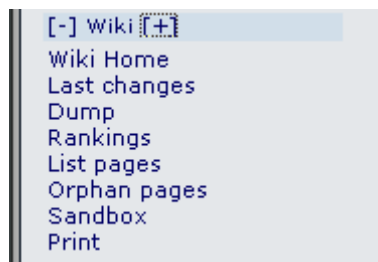 [-] Wiki [+]
Wiki Home
Last changes
Dump
Rankings
List pages
Orphan pages
Sandbox
Print